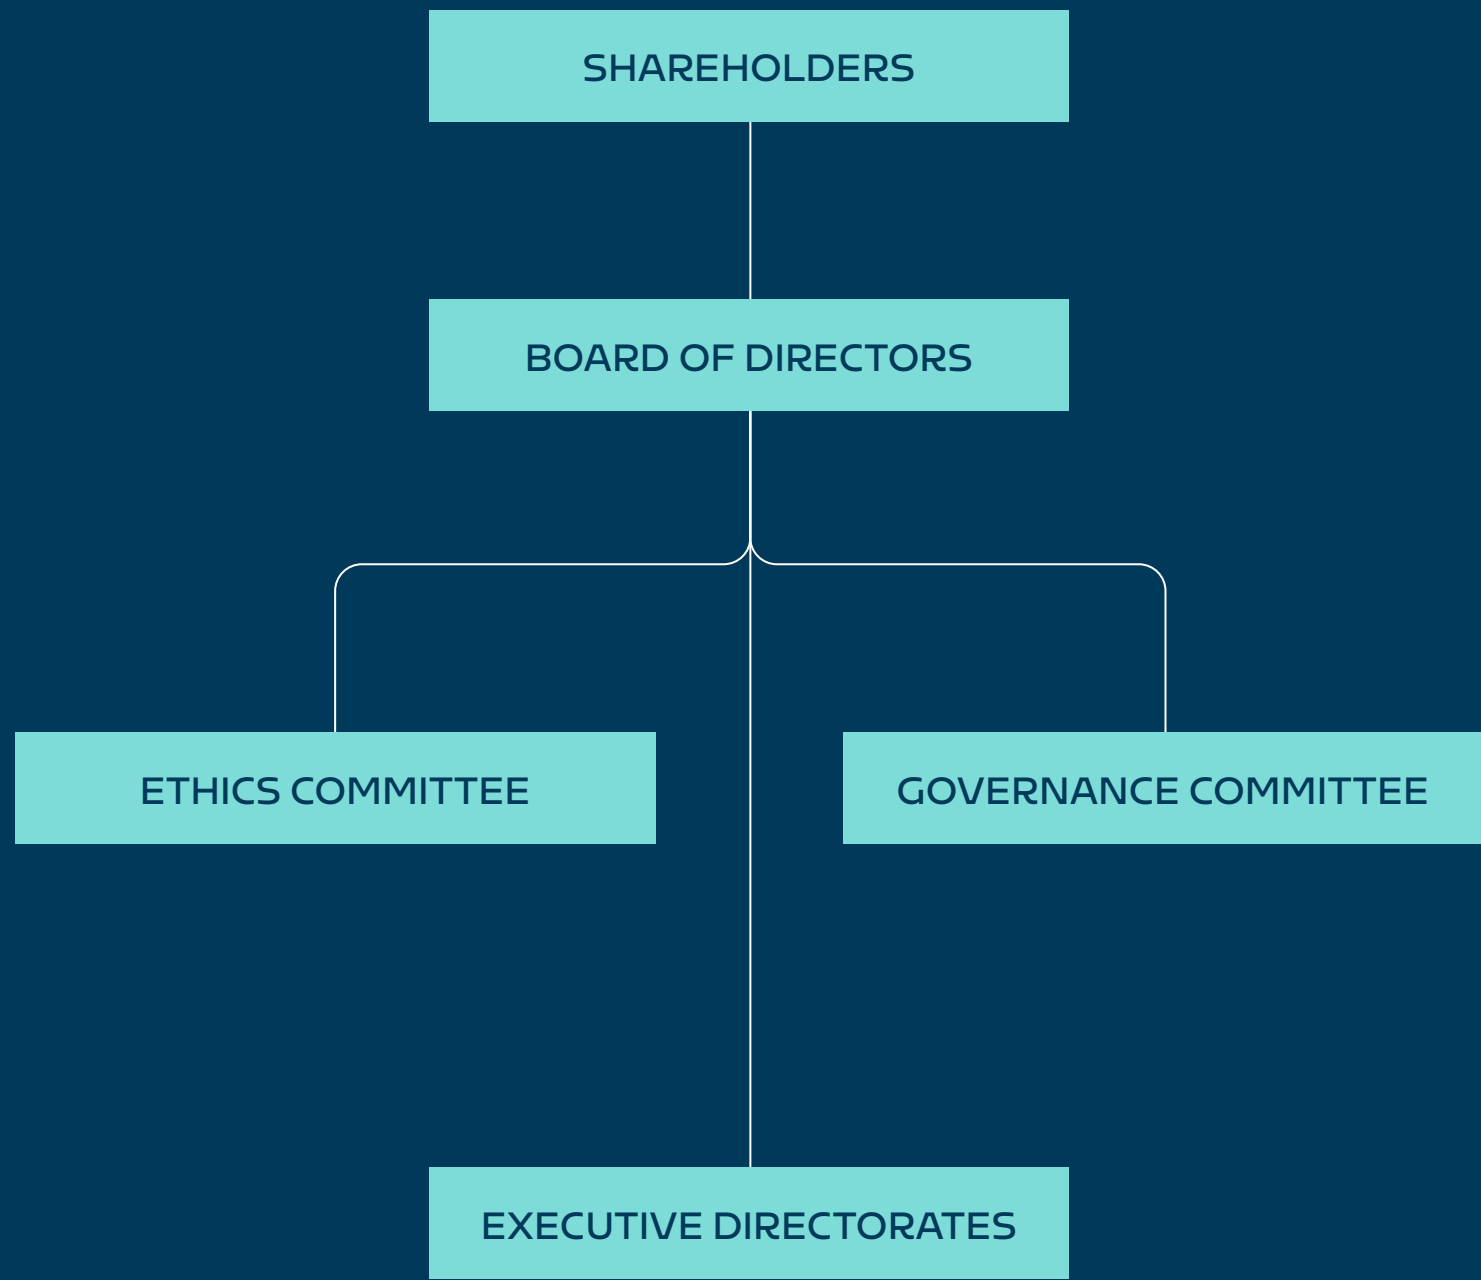 SHAREHOLDERS
BOARD OF DIRECTORS
ETHICS COMMITTEE
GOVERNANCE COMMITTEE
EXECUTIVE DIRECTORATES